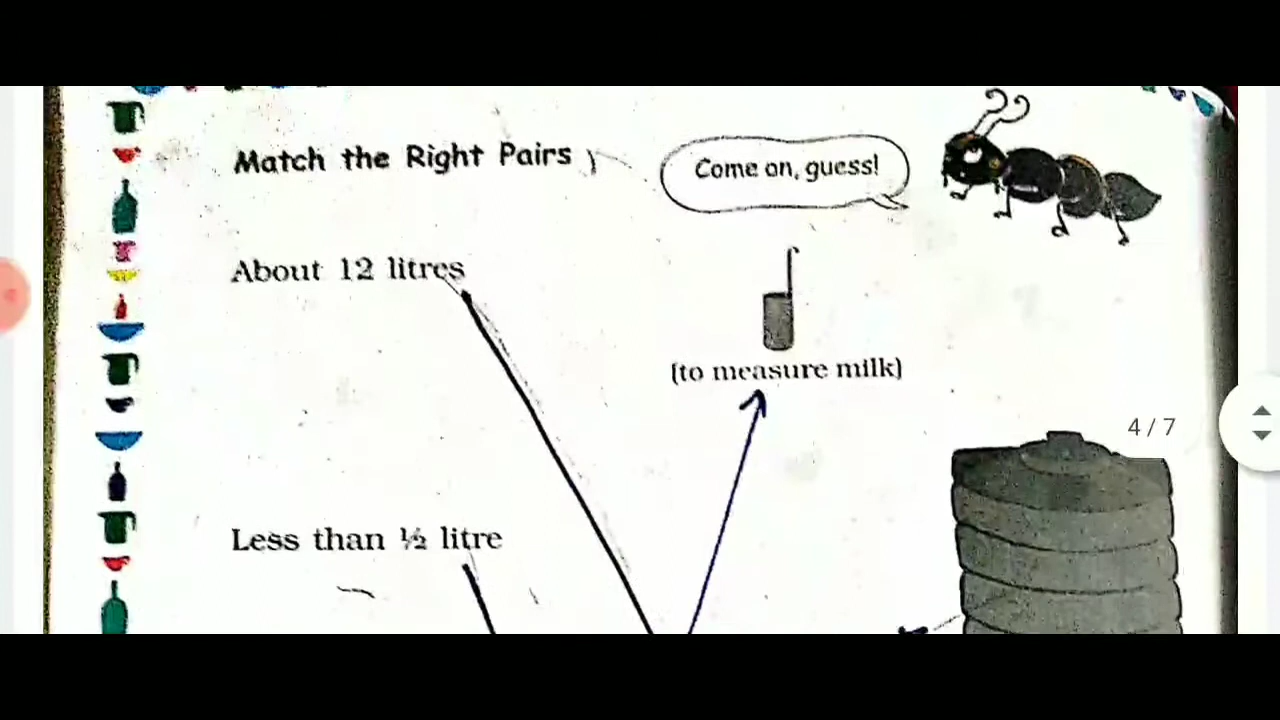 Match the Right Pairs
Come on, guess!
About 12 litres
(to measure milk)
4 / 7
Less than ½ litre